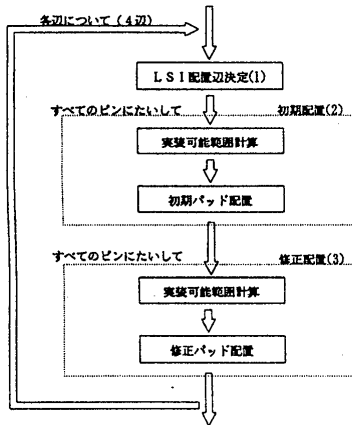 各辺について(4辺)
LSI配置辺決定(1)
すべてのピンにたいして 初期配置(2)
実装可能範囲計算
初期パッド配置
すべてのピンにたいして 修正配置(3)
実装可能範囲計算
修正パッド配置